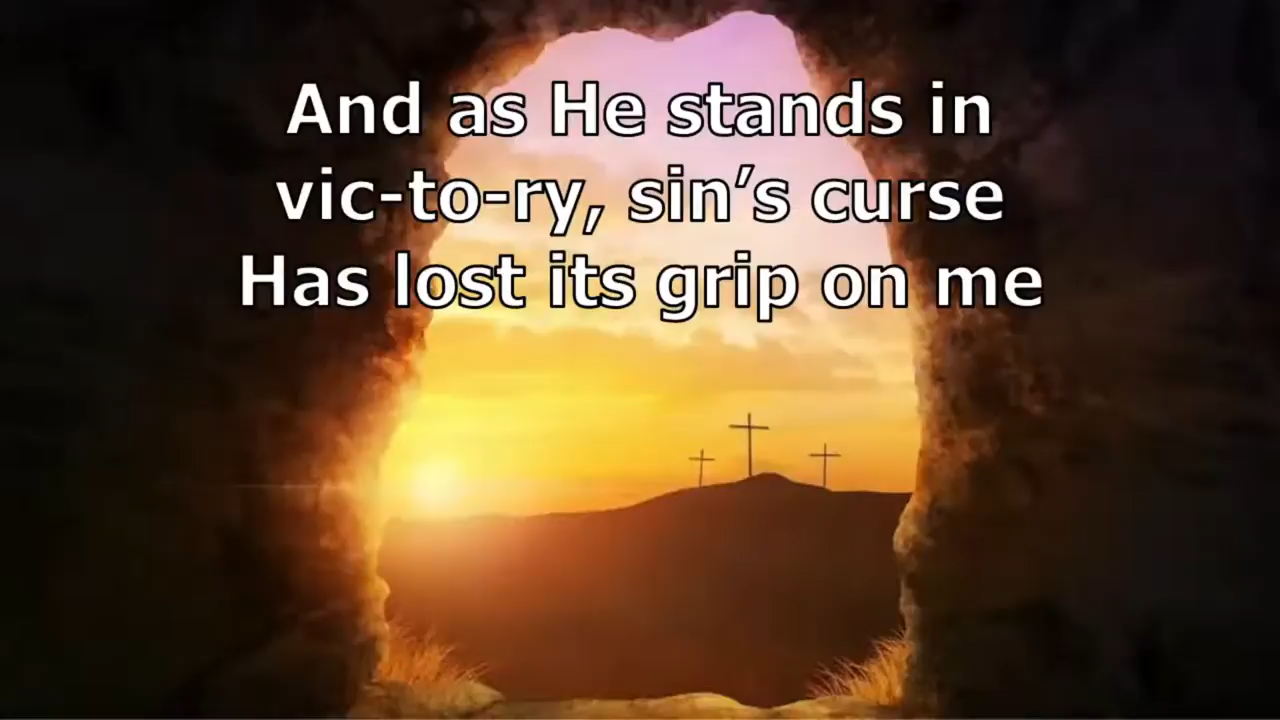 And as He stands in
vic-to-ry, sin’s curse
Has lost its grip on me